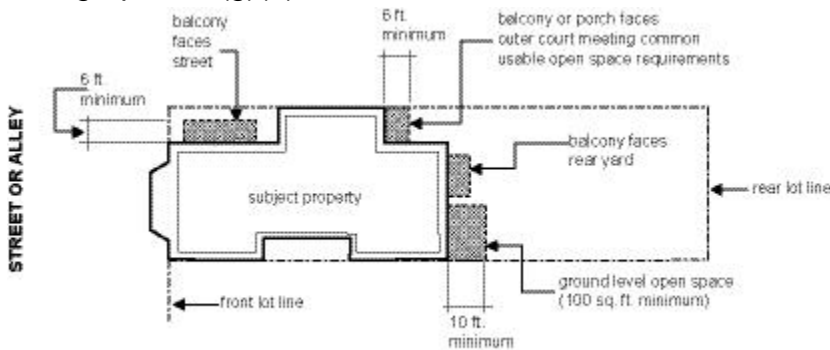 balcony
faces
street
6 ft.
minimum
balcony or porch faces
outer court meeting common
usable open space requirements
6 ft.
minimum
STREET OR ALLEY
balcony faces
rear yard
subject property
rear lot line
front lot line
ground level open space
(100 sq. ft. minimum)
10 ft.
minimum